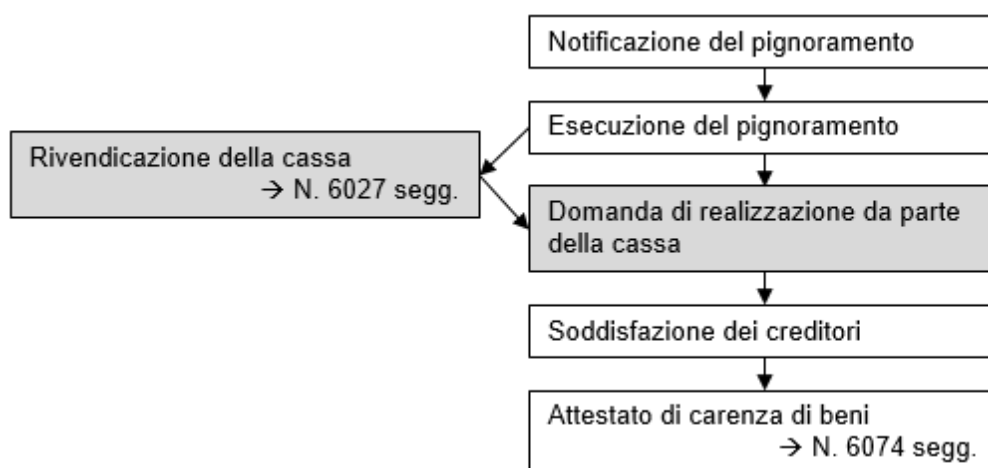 Notificazione del pignoramento
Esecuzione del pignoramento
Rivendicazione della cassa
→ N. 6027 segg.
Domanda di realizzazione da parte
della cassa
Soddisfazione dei creditori
Attestato di carenza di beni
→ N. 6074 segg.